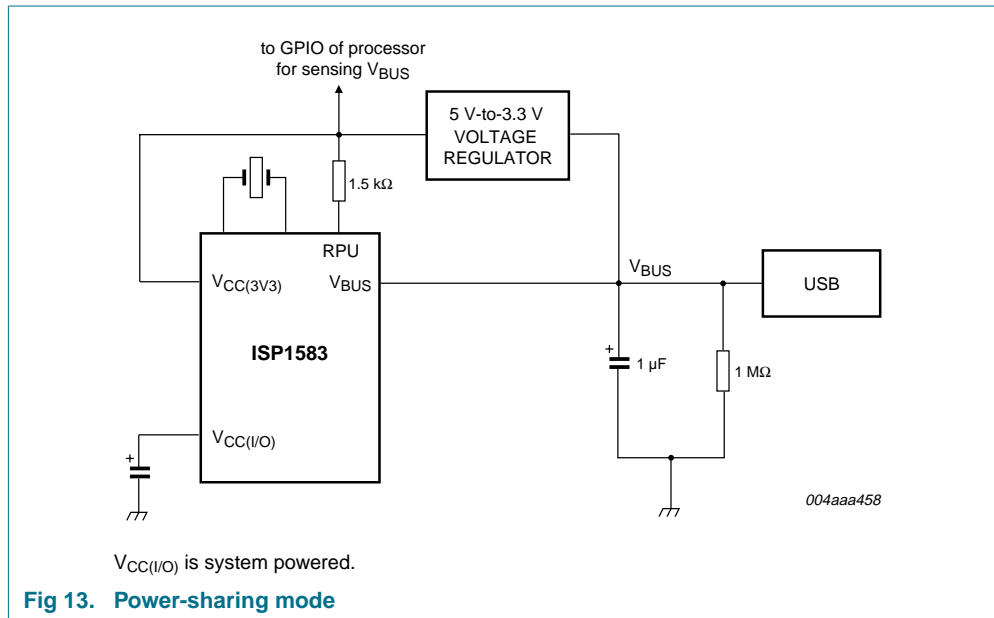 to GPIO of processor
for sensing VBUS
5 V-to-3.3 V
VOLTAGE
REGULATOR
1.5 kΩ
RPU
VCC(3V3)
VBUS
VBUS
USB
ISP1583
+
1 μF
1 MΩ
VCC(I/O)
+
004aaa458
VCC(I/O) is system powered.
Fig 13. Power-sharing mode